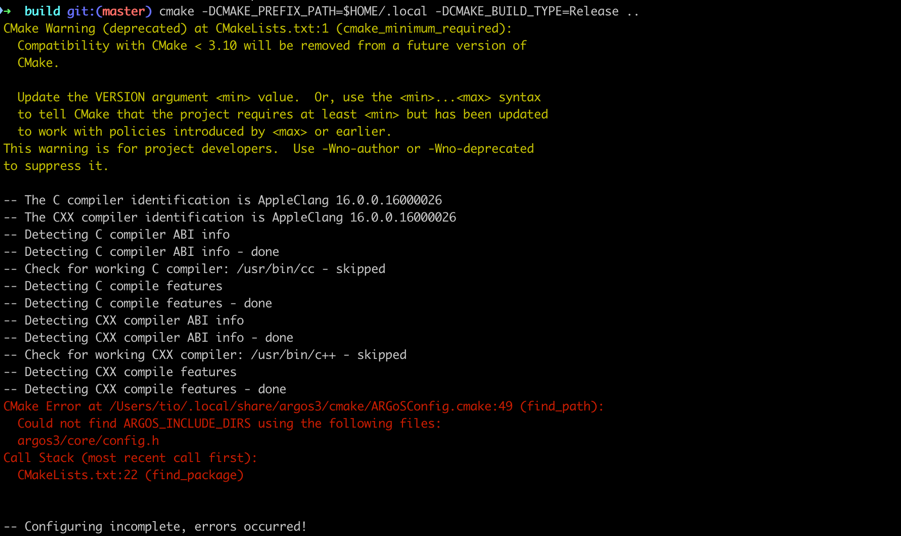 → build git:(master) cmake -DCMAKE_PREFIX_PATH=$HOME/.local -DCMAKE_BUILD_TYPE=Release ..
CMake Warning (deprecated) at CMakeLists.txt:1 (cmake_minimum_required):
  Compatibility with CMake < 3.10 will be removed from a future version of
  CMake.

  Update the VERSION argument <min> value.  Or, use the <min>...<max> syntax
  to tell CMake that the project requires at least <min> but has been updated
  to work with policies introduced by <max> or earlier.
This warning is for project developers.  Use -Wno-author or -Wno-deprecated
to suppress it.

-- The C compiler identification is AppleClang 16.0.0.16000026
-- The CXX compiler identification is AppleClang 16.0.0.16000026
-- Detecting C compiler ABI info
-- Detecting C compiler ABI info - done
-- Check for working C compiler: /usr/bin/cc - skipped
-- Detecting C compile features
-- Detecting C compile features - done
-- Detecting CXX compiler ABI info
-- Detecting CXX compiler ABI info - done
-- Check for working CXX compiler: /usr/bin/c++ - skipped
-- Detecting CXX compile features
-- Detecting CXX compile features - done
CMake Error at /Users/tio/.local/share/argos3/cmake/ARGoSConfig.cmake:49 (find_path):
  Could not find ARGOS_INCLUDE_DIRS using the following files:
  argos3/core/config.h
Call Stack (most recent call first):
  CMakeLists.txt:22 (find_package)

-- Configuring incomplete, errors occurred!